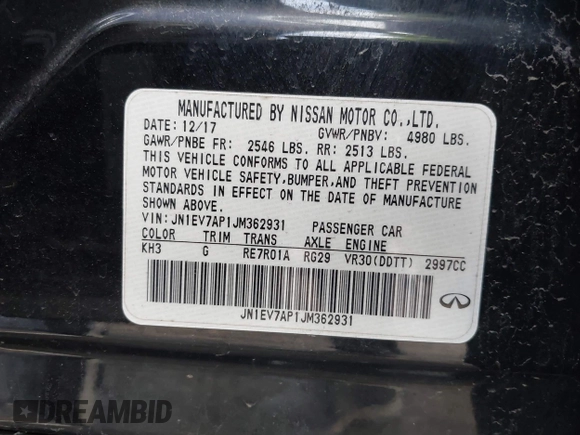 MANUFACTURED BY NISSAN MOTOR CO.,LTD.
DATE: 12/17 GVWR/PNBV: 4980 LBS.
GAWR/PNBE FR: 2546 LBS. RR: 2513 LBS.
THIS VEHICLE CONFORMS TO ALL APPLICABLE FEDERAL
MOTOR VEHICLE SAFETY,BUMPER,AND THEFT PREVENTION
STANDARDS IN EFFECT ON THE DATE OF MANUFACTURE
SHOWN ABOVE.
VIN: JN1EV7AP1JM362931 PASSENGER CAR
COLOR TRIM TRANS AXLE ENGINE
KH3 G RE7R01A RG29 VR30(DDTT) 2997CC
JN1EV7AP1JM362931
DREAMBID